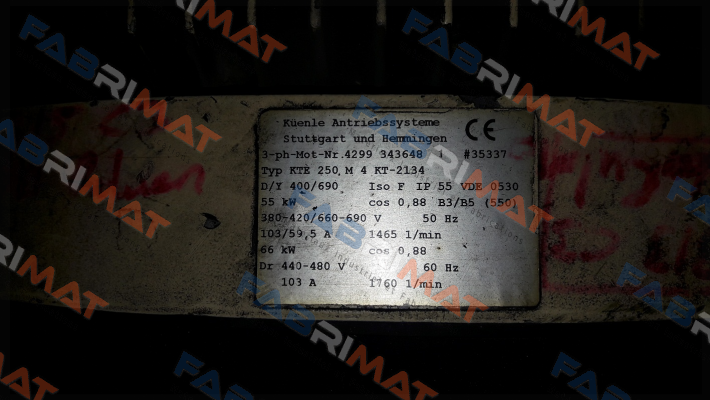 Küenle Antriebssysteme
Stuttgart und Hemmingen CE
3-ph-Mot-Nr.4299 343648 1 #35337
Typ KTE 250 M 4 KT-2134
D/Y 400/690 Iso F IP 55 VDE 0530
55 kW cos 0,88 B3/B5 (550)
380-420/660-690 V 50 Hz
103/59,5 A 1465 1/min
66 kW cos 0,88
Dr 440-480 V 60 Hz
103 A 1760 1/min
FABRIMAT